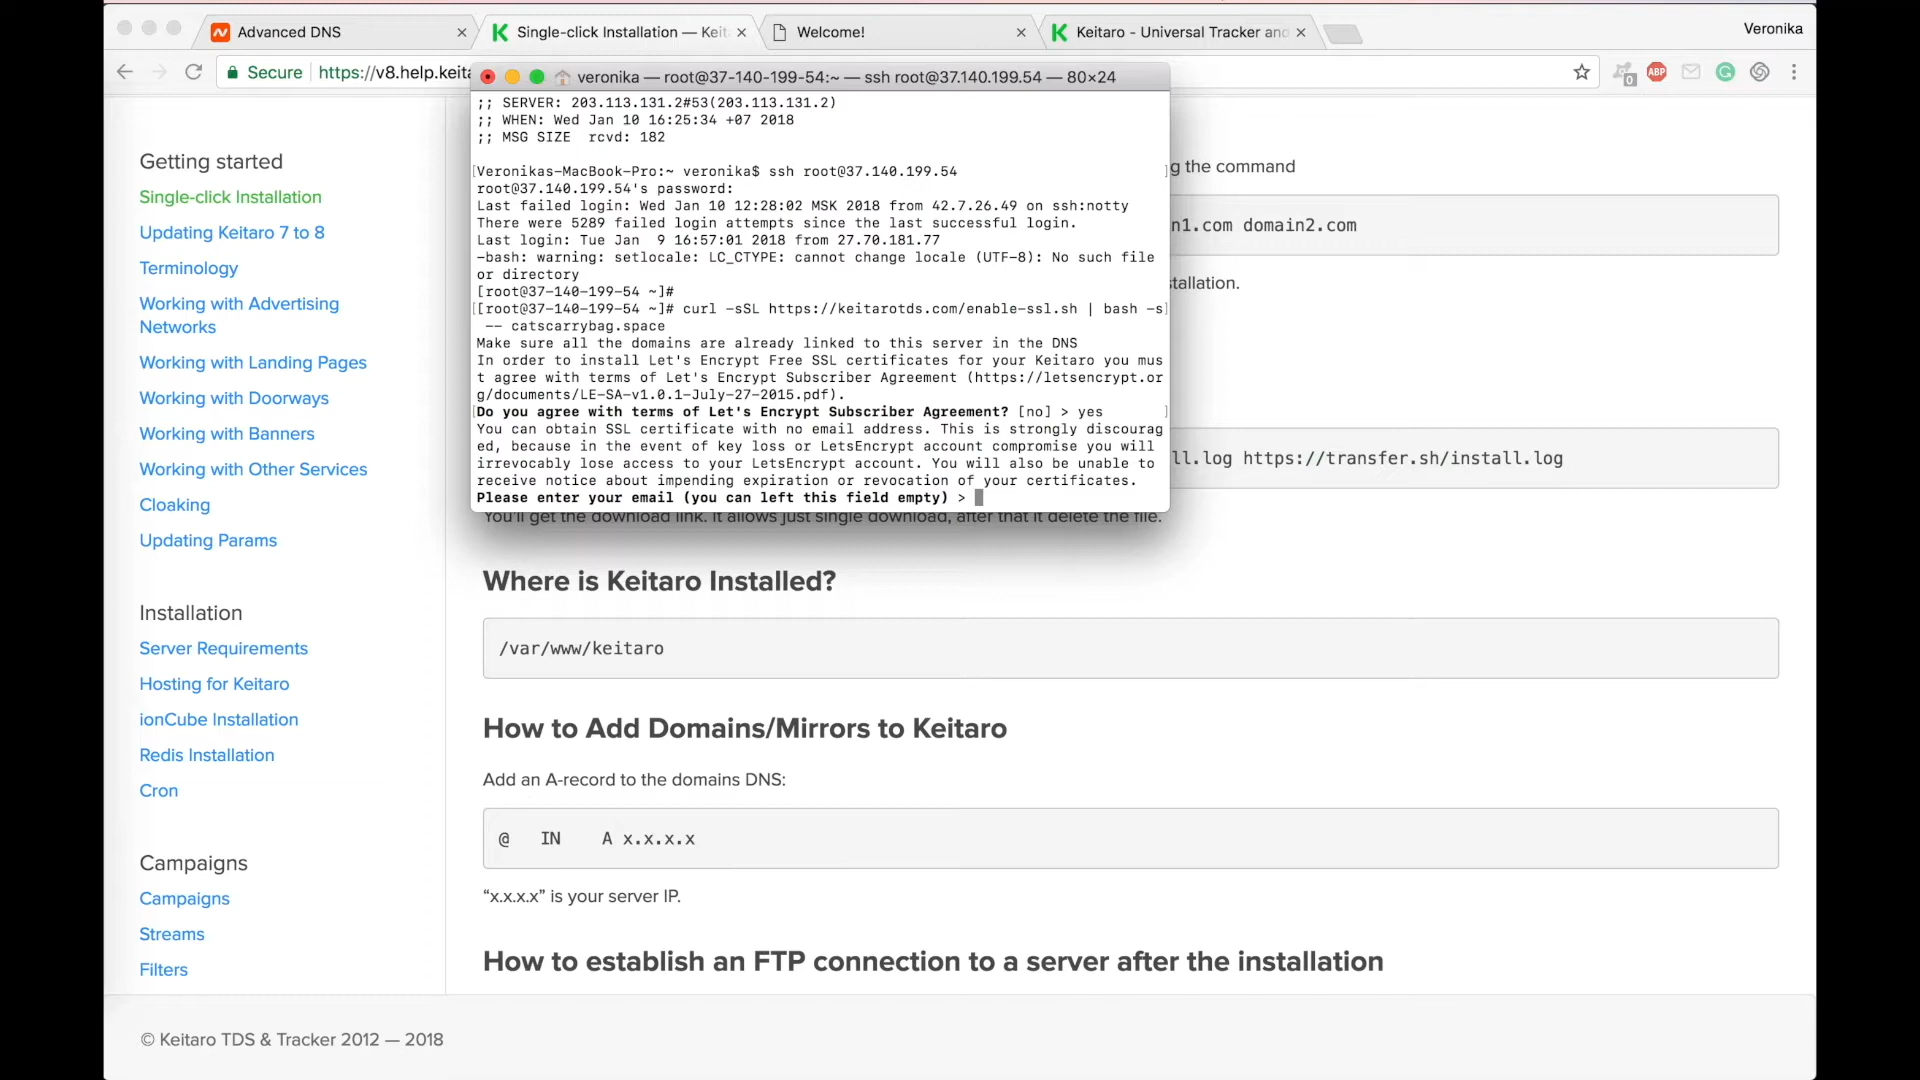 Advanced DNS
Single-click Installation — Keit
Welcome!
Keitaro - Universal Tracker and
Veronika
Secure
https://v8.help.keita
ABP
0
veronika — root@37-140-199-54:~ — ssh root@37.140.199.54 — 80×24
;; SERVER: 203.113.131.2#53(203.113.131.2)
;; WHEN: Wed Jan 10 16:25:34 +07 2018
;; MSG SIZE  rcvd: 182
[Veronikas-MacBook-Pro:~ veronika$ ssh root@37.140.199.54 ]
root@37.140.199.54's password:
Last failed login: Wed Jan 10 12:28:02 MSK 2018 from 42.7.26.49 on ssh:notty
There were 5289 failed login attempts since the last successful login.
Last login: Tue Jan  9 16:57:01 2018 from 27.70.181.77
-bash: warning: setlocale: LC_CTYPE: cannot change locale (UTF-8): No such file
or directory
[root@37-140-199-54 ~]#
[[root@37-140-199-54 ~]# curl -sSL https://keitarotds.com/enable-ssl.sh | bash -s]
-- catscarrybag.space
Make sure all the domains are already linked to this server in the DNS
In order to install Let's Encrypt Free SSL certificates for your Keitaro you mus
t agree with terms of Let's Encrypt Subscriber Agreement (https://letsencrypt.or
g/documents/LE-SA-v1.0.1-July-27-2015.pdf).
[Do you agree with terms of Let's Encrypt Subscriber Agreement? [no] > yes ]
You can obtain SSL certificate with no email address. This is strongly discourag
ed, because in the event of key loss or LetsEncrypt account compromise you will
irrevocably lose access to your LetsEncrypt account. You will also be unable to
receive notice about impending expiration or revocation of your certificates.
Please enter your email (you can left this field empty) >
Getting started
Single-click Installation
Updating Keitaro 7 to 8
Terminology
Working with Advertising
Networks
Working with Landing Pages
Working with Doorways
Working with Banners
Working with Other Services
Cloaking
Updating Params
Installation
Server Requirements
Hosting for Keitaro
ionCube Installation
Redis Installation
Cron
Campaigns
Campaigns
Streams
Filters
g the command
n1.com domain2.com
stallation.
ll.log https://transfer.sh/install.log
You'll get the download link. It allows just single download, after that it delete the file.
Where is Keitaro Installed?
/var/www/keitaro
How to Add Domains/Mirrors to Keitaro
Add an A-record to the domains DNS:
@   IN    A x.x.x.x
“x.x.x.x” is your server IP.
How to establish an FTP connection to a server after the installation
© Keitaro TDS & Tracker 2012 — 2018